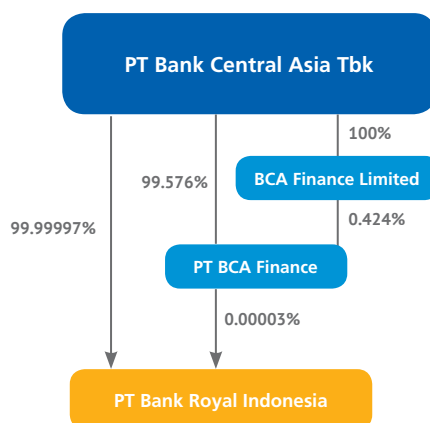 PT Bank Central Asia Tbk
100%
99.576%
BCA Finance Limited
0.424%
99.99997%
PT BCA Finance
0.00003%
PT Bank Royal Indonesia